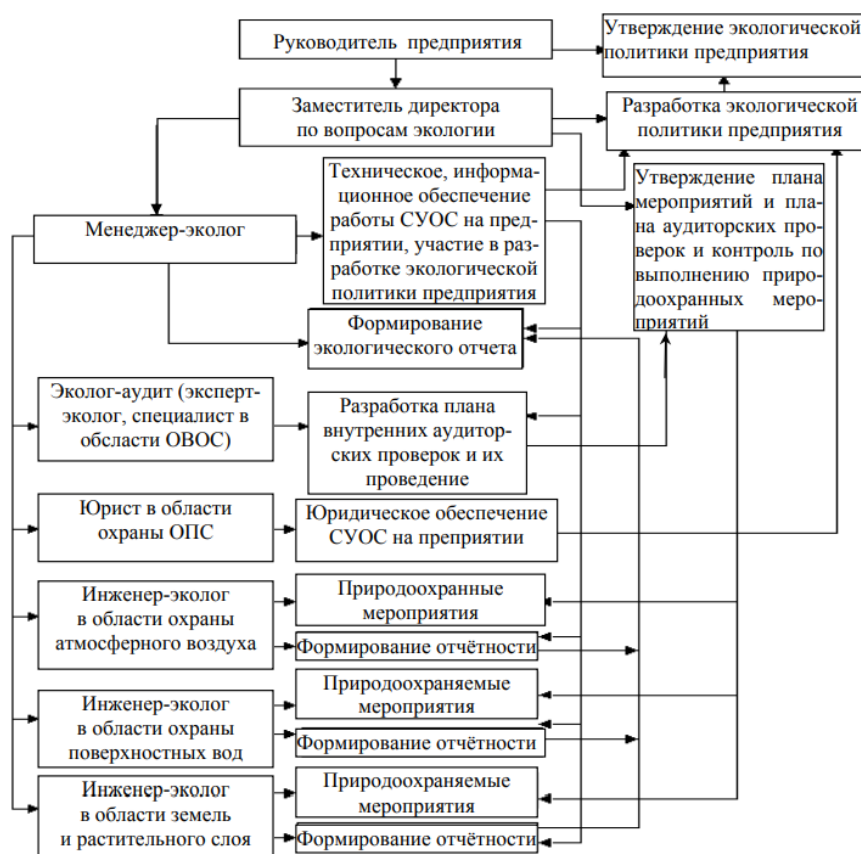 Руководитель предприятия
Утверждение экологической
политики предприятия
Заместитель директора
по вопросам экологии
Разработка экологической
политики предприятия
Техническое, информа-
ционное обеспечение
работы СУОС на пред-
приятии, участие в раз-
работке экологической
политики предприятия
Утверждение плана
мероприятий и пла-
на аудиторских про-
верок и контроль по
выполнению приро-
доохранных меро-
приятий
Менеджер-эколог
Формирование
экологического отчета
Эколог-аудит (эксперт-
эколог, специалист в
обсласти ОВОС)
Разработка плана
внутренних аудитор-
ских проверок и их
проведение
Юрист в области
охраны ОПС
Юридическое обеспечение
СУОС на преприятии
Инженер-эколог
в области охраны
атмосферного воздуха
Природоохранные
мероприятия
Формирование отчётности
Инженер-эколог
в области охраны
поверхностных вод
Природоохраняемые
мероприятия
Формирование отчётности
Инженер-эколог
в области земель
и растительного слоя
Природоохраняемые
мероприятия
Формирование отчётности